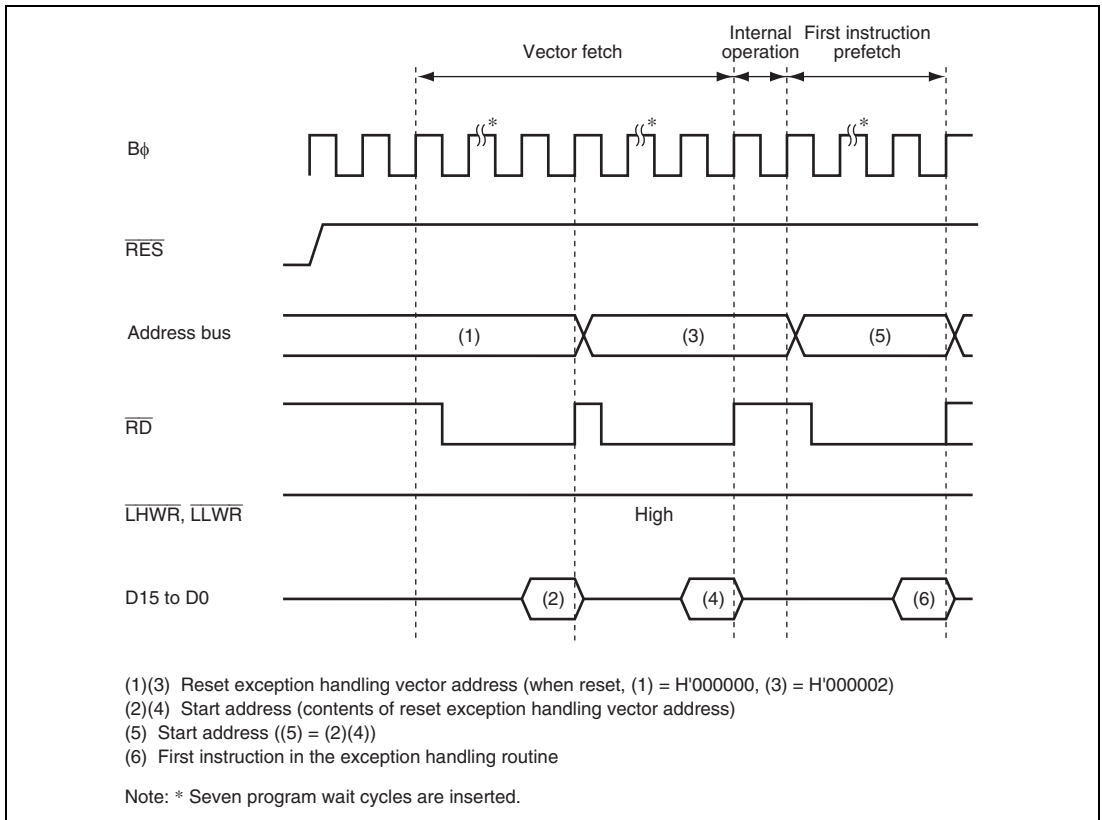 Vector fetch
Internal operation
First instruction prefetch
*
*
*
Bϕ
RES
Address bus
(1)
(3)
(5)
RD
LHWR, LLWR
High
D15 to D0
(2)
(4)
(6)
(1)(3) Reset exception handling vector address (when reset, (1) = H'000000, (3) = H'000002)
(2)(4) Start address (contents of reset exception handling vector address)
(5) Start address ((5) = (2)(4))
(6) First instruction in the exception handling routine
Note: * Seven program wait cycles are inserted.